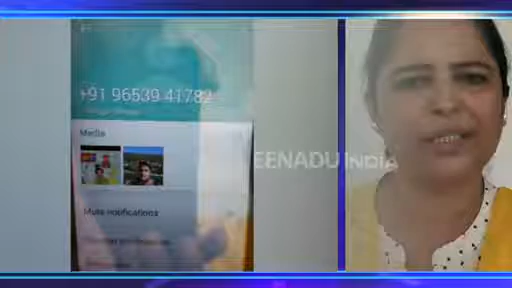 +91 96539 41782
Media
EENADU INDIA
Mute notifications